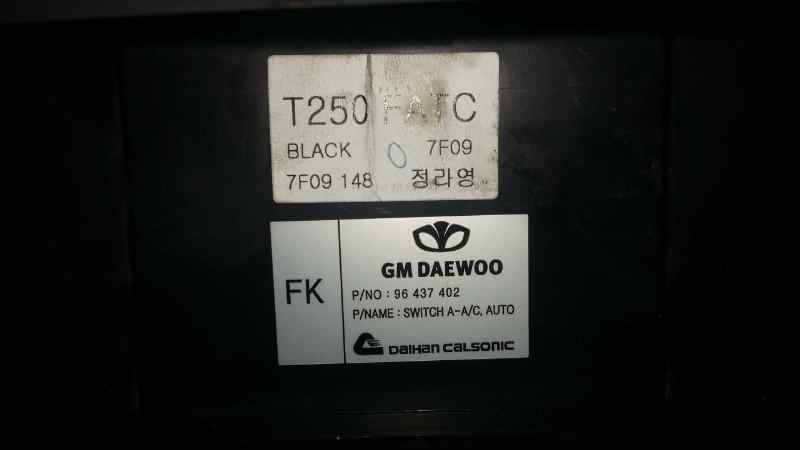 T250 FATC
BLACK 7F09
7F09 148 정라영
FK
GM DAEWOO
P/NO : 96 437 402
P/NAME : SWITCH A-A/C, AUTO
DAIHAN CALSONIC